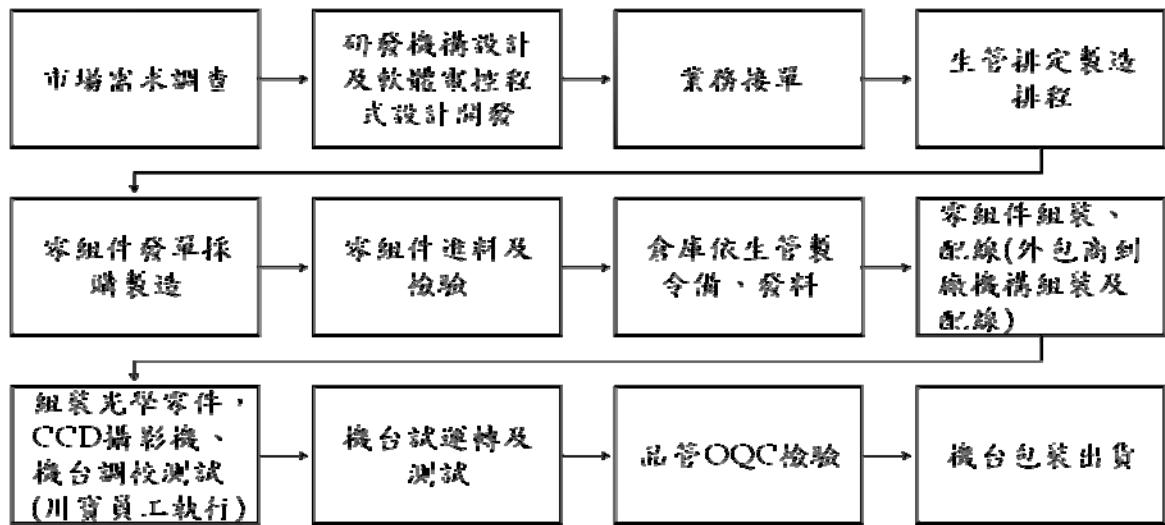 市場需求調查
研發機構設計
及軟體電控程
式設計開發
業務接單
生管排定製造
排程
零組件發單採
購製造
零組件進料及
檢驗
倉庫依生管製
令備、發料
零組件組裝、
配線(外包商到
廠機構組裝及
配線)
組裝光學零件，
CCD攝影機、
機台調校測試
(川寶員工執行)
機台試運轉及
測試
品管OQC檢驗
機台包裝出貨